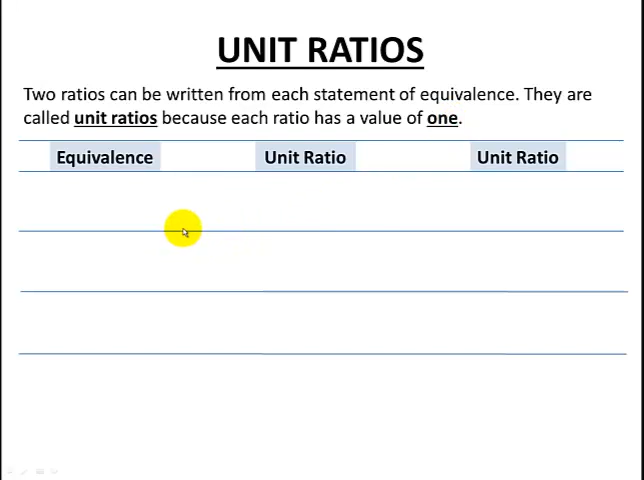 UNIT RATIOS
Two ratios can be written from each statement of equivalence. They are
called unit ratios because each ratio has a value of one.
Equivalence Unit Ratio Unit Ratio